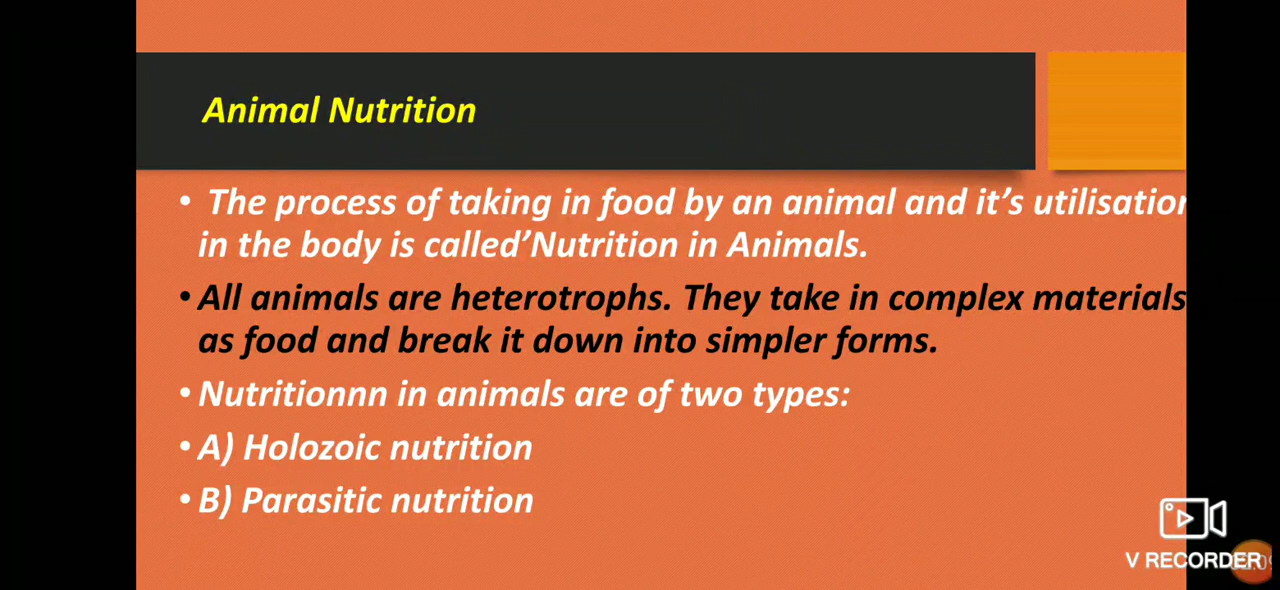 Animal Nutrition
• The process of taking in food by an animal and it's utilisation
in the body is called'Nutrition in Animals.
• All animals are heterotrophs. They take in complex materials
as food and break it down into simpler forms.
• Nutritionnn in animals are of two types:
• A) Holozoic nutrition
• B) Parasitic nutrition
V RECORDER